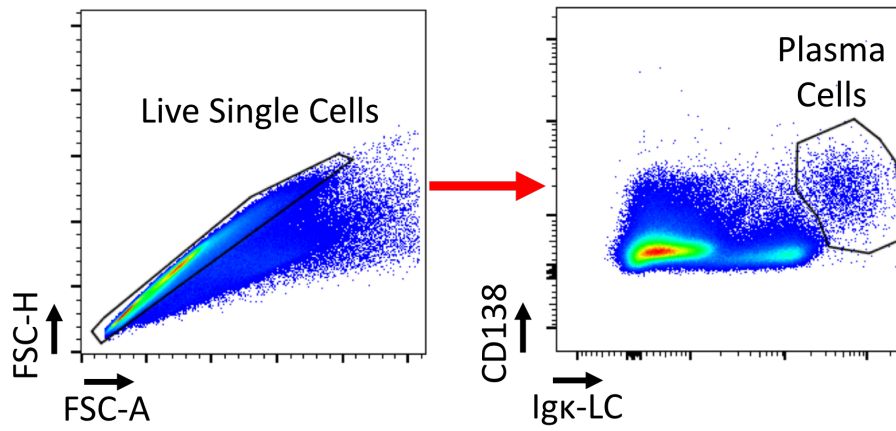 Live Single Cells
FSC-H
FSC-A
Plasma
Cells
CD138
Igκ-LC